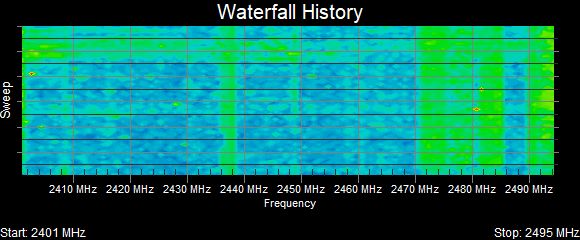 Waterfall History
Sweep
2410 MHz 2420 MHz 2430 MHz 2440 MHz 2450 MHz 2460 MHz 2470 MHz 2480 MHz 2490 MHz
Frequency
Start: 2401 MHz Stop: 2495 MHz